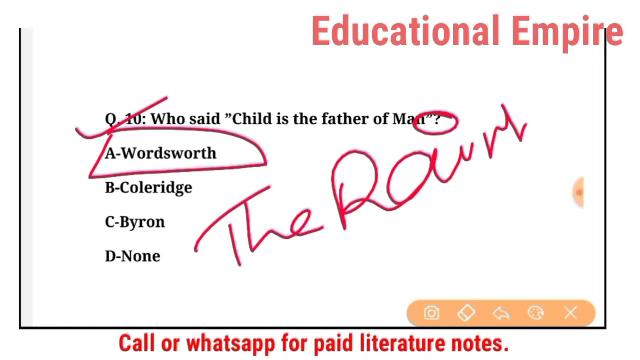 Educational Empire
Q. 10: Who said ”Child is the father of Man”?
A-Wordsworth
B-Coleridge
C-Byron
D-None
The
Call or whatsapp for paid literature notes.